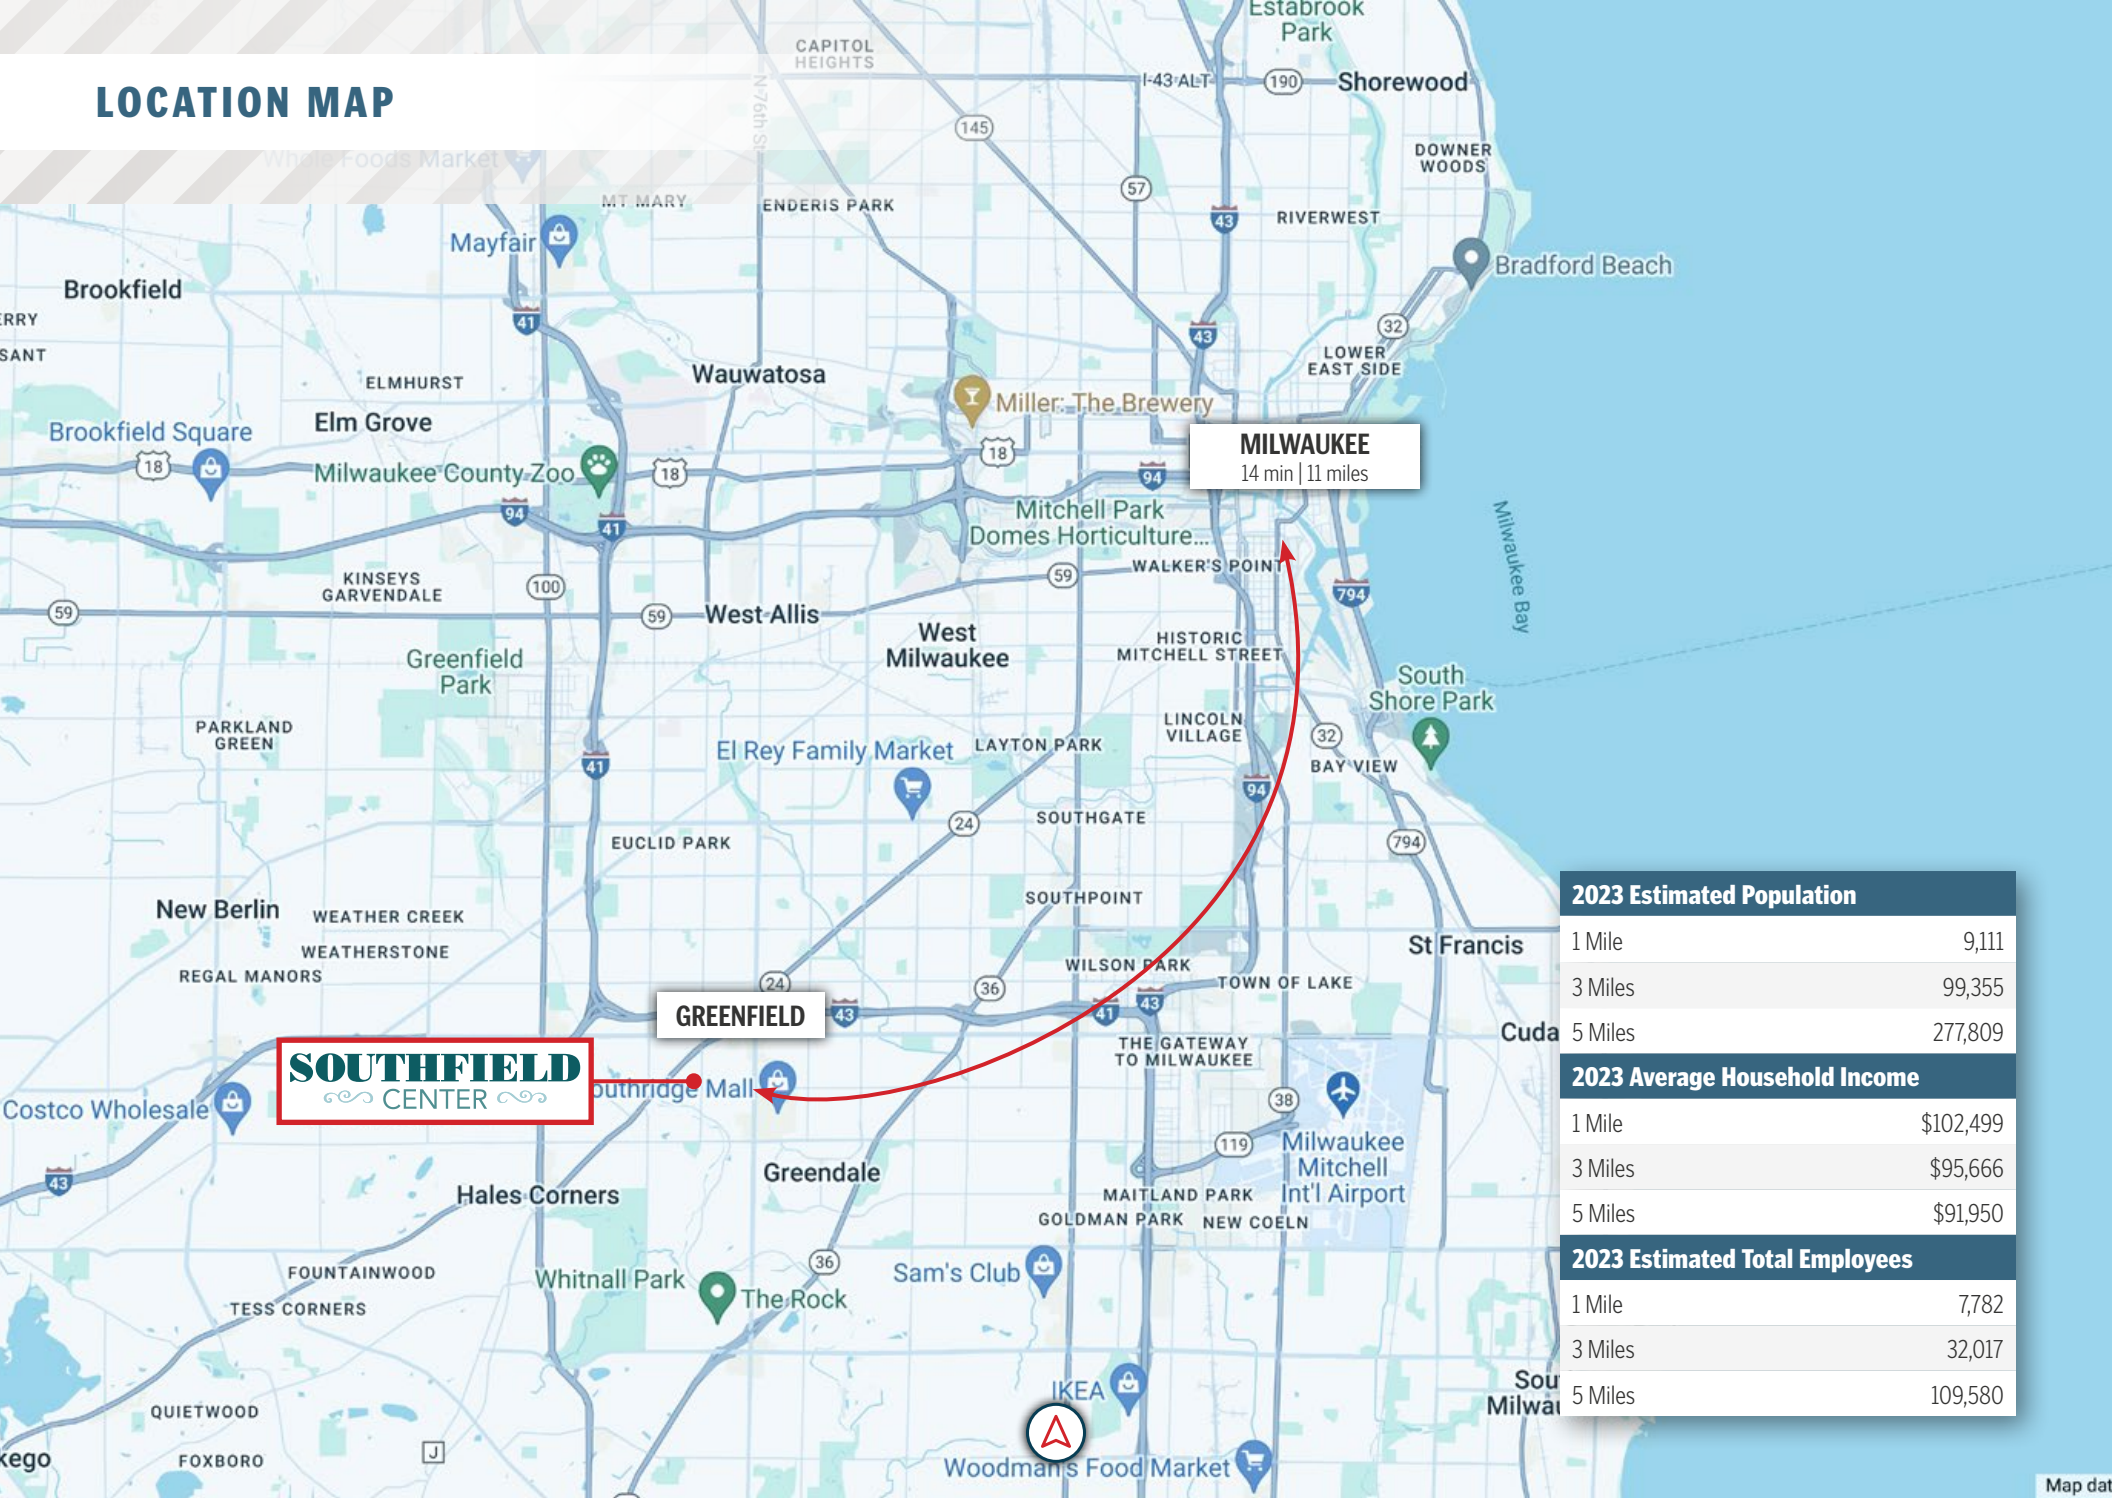 LOCATION MAP
Estabrook
Park
CAPITOL
HEIGHTS
I-43 ALT
190
Shorewood
N 76th St
145
DOWNER
WOODS
Whole Foods Market
57
MT MARY
ENDERIS PARK
43
RIVERWEST
Mayfair
Bradford Beach
Brookfield
41
32
43
LOWER
EAST SIDE
SANT
Wauwatosa
ELMHURST
Miller: The Brewery
Elm Grove
Brookfield Square
MILWAUKEE
14 min | 11 miles
18
Milwaukee County Zoo
18
18
94
94
41
Mitchell Park
Domes Horticulture...
Milwaukee Bay
WALKER'S POINT
KINSEYS
GARVENDALE
100
59
794
59
59
West Allis
West
Milwaukee
HISTORIC
MITCHELL STREET
Greenfield
Park
South
Shore Park
PARKLAND
GREEN
LINCOLN
VILLAGE
32
El Rey Family Market
LAYTON PARK
41
BAY VIEW
94
24
SOUTHGATE
EUCLID PARK
794
SOUTHPOINT
New Berlin
WEATHER CREEK
WEATHERSTONE
St Francis
REGAL MANORS
WILSON PARK
24
36
TOWN OF LAKE
GREENFIELD
43
41
43
Cuda
THE GATEWAY
TO MILWAUKEE
SOUTHFIELD
CENTER
outhridge Mall
Costco Wholesale
38
119
Milwaukee
Mitchell
Int'l Airport
43
Greendale
Hales Corners
MAITLAND PARK
GOLDMAN PARK
NEW COELN
36
FOUNTAINWOOD
Whitnall Park
Sam's Club
The Rock
TESS CORNERS
IKEA
Sou
Milwau
QUIETWOOD
J
FOXBORO
kego
Woodman's Food Market
2023 Estimated Population
1 Mile 9,111
3 Miles 99,355
5 Miles 277,809
2023 Average Household Income
1 Mile $102,499
3 Miles $95,666
5 Miles $91,950
2023 Estimated Total Employees
1 Mile 7,782
3 Miles 32,017
5 Miles 109,580
Map dat